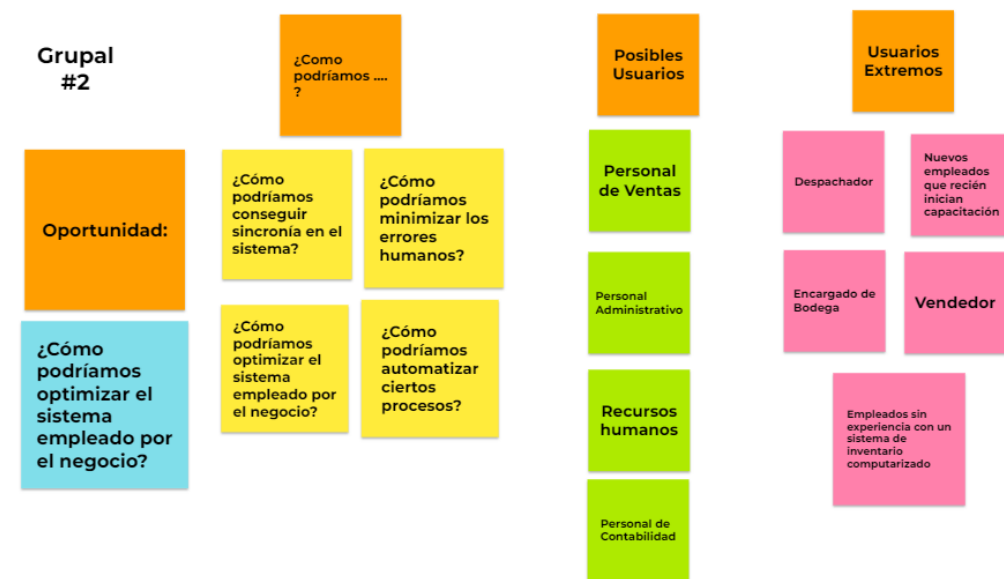 Grupal
#2
¿Como
podríamos ....
?
Posibles
Usuarios
Usuarios
Extremos
Oportunidad:
¿Cómo
podríamos
optimizar el
sistema
empleado por
el negocio?
¿Cómo
podríamos
conseguir
sincronía en el
sistema?
¿Cómo
podríamos
minimizar los
errores
humanos?
¿Cómo
podríamos
optimizar el
sistema
empleado por
el negocio?
¿Cómo
podríamos
automatizar
ciertos
procesos?
Personal
de Ventas
Personal
Administrativo
Recursos
humanos
Personal de
Contabilidad
Despachador
Nuevos
empleados
que recién
inician
capacitación
Encargado de
Bodega
Vendedor
Empleados sin
experiencia con un
sistema de
inventario
computarizado